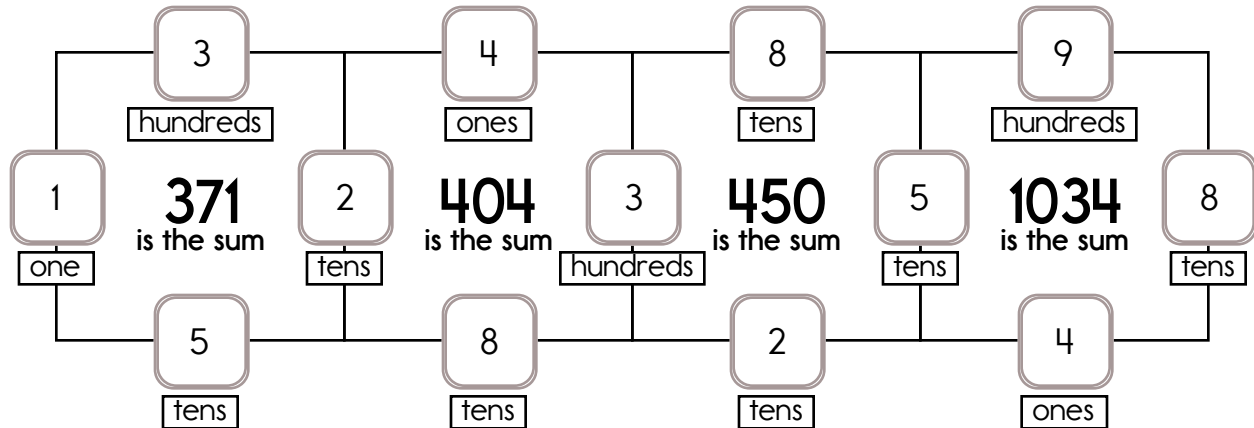 3 4 8 9
hundreds ones tens hundreds
1 371 2 404 3 450 5 1034 8
is the sum is the sum is the sum is the sum
one tens hundreds tens tens
5 8 2 4
tens tens tens ones